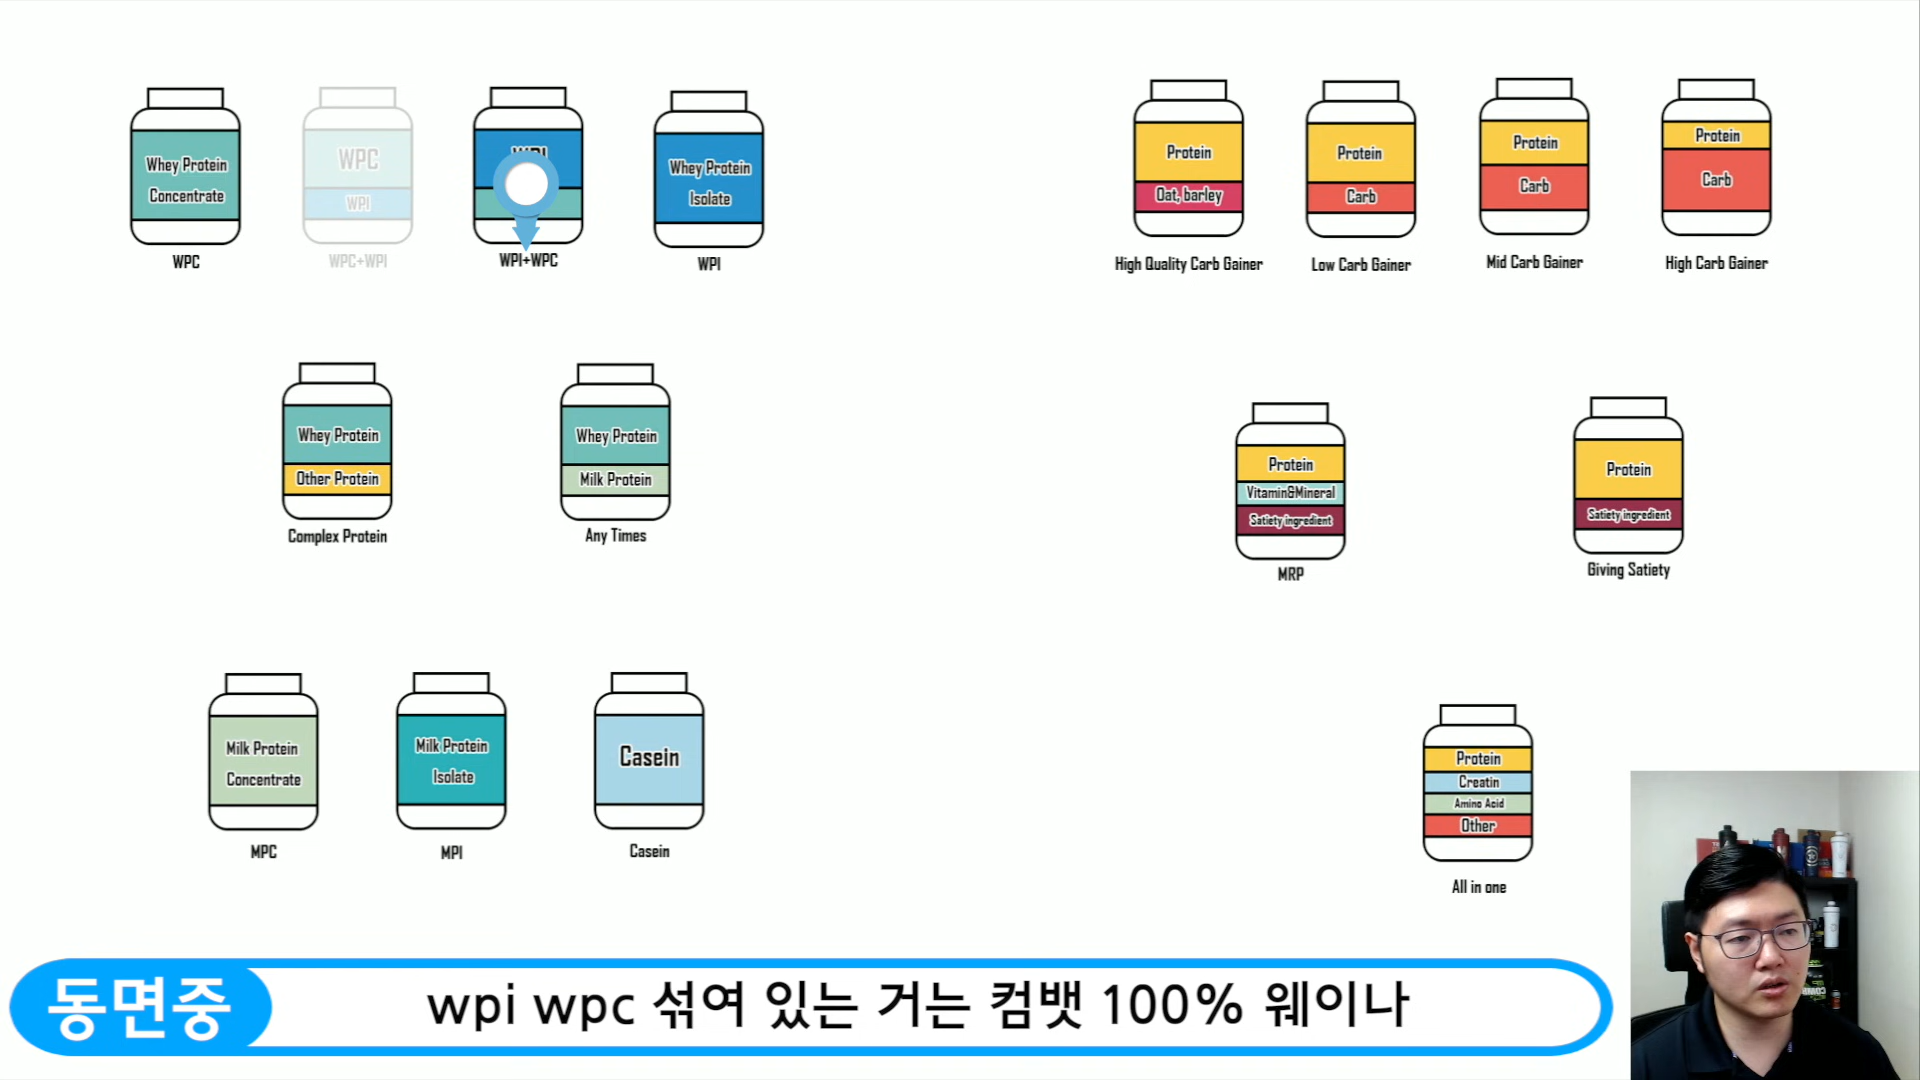 Whey Protein
Concentrate
WPC
WPC
WPI
WPC+WPI
WPI
WPI+WPC
Whey Protein
Isolate
WPI
Protein
Oat, barley
High Quality Carb Gainer
Protein
Carb
Low Carb Gainer
Protein
Carb
Mid Carb Gainer
Protein
Carb
High Carb Gainer
Whey Protein
Other Protein
Complex Protein
Whey Protein
Milk Protein
Any Times
Protein
Vitamin&Mineral
Satiety ingredient
MRP
Protein
Satiety ingredient
Giving Satiety
Milk Protein
Concentrate
MPC
Milk Protein
Isolate
MPI
Casein
Casein
Protein
Creatin
Amino Acid
Other
All in one
동면중
wpi wpc 섞여 있는 거는 컴뱃 100% 웨이나